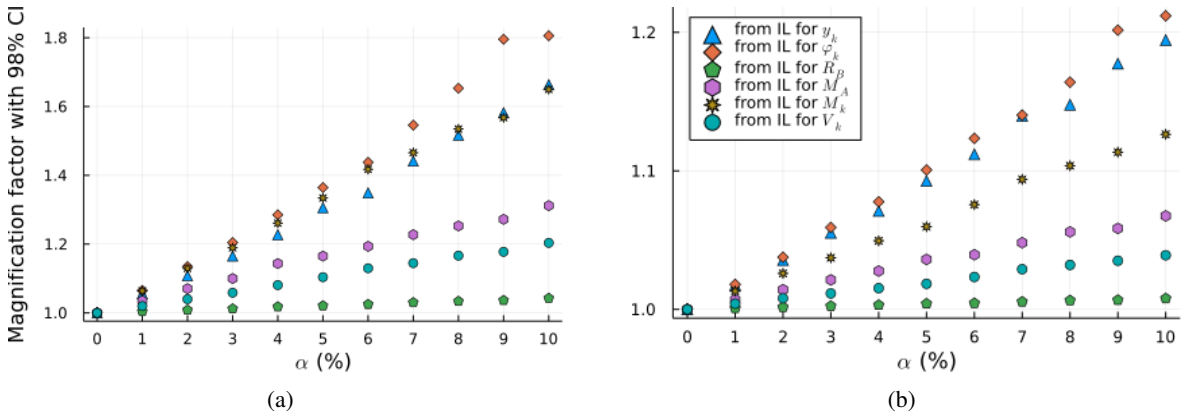 Magnification factor with 98% CI
1.8
1.6
1.4
1.2
1.0
0 1 2 3 4 5 6 7 8 9 10
α (%)
(a)
from IL for y_k
from IL for φ_k
from IL for R_B
from IL for M_A
from IL for M_k
from IL for V_k
1.2
1.1
1.0
0 1 2 3 4 5 6 7 8 9 10
α (%)
(b)